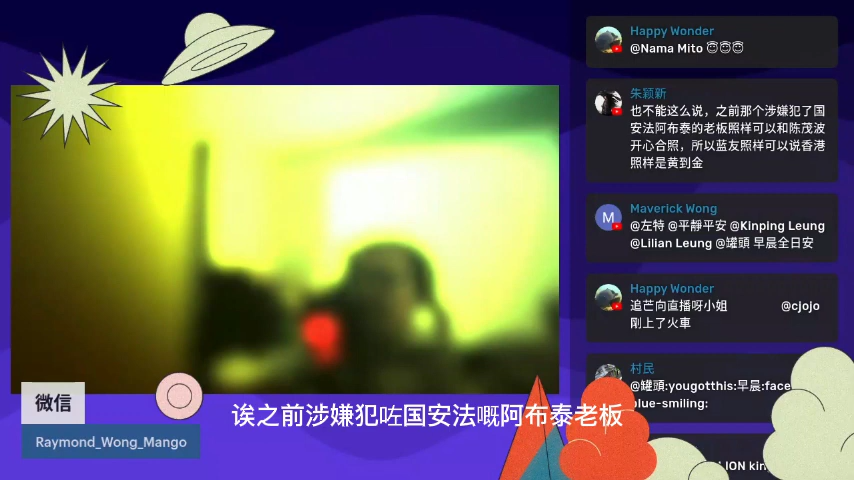 Happy Wonder
@Nama Mito 😇😇😇
朱颖新
也不能这么说，之前那个涉嫌犯了国
安法阿布泰的老板照样可以和陈茂波
开心合照，所以蓝友照样可以说香港
照样是黄到金
Maverick Wong
M
@左特 @平靜平安 @Kinping Leung
@Lilian Leung @罐頭 早晨全日安
Happy Wonder
追芒向直播呀小姐 @cjojo
剛上了火車
村民
@罐頭:yougotthis:早晨:face
blue-smiling:
微信
诶之前涉嫌犯咗国安法嘅阿布泰老板
Raymond_Wong_Mango